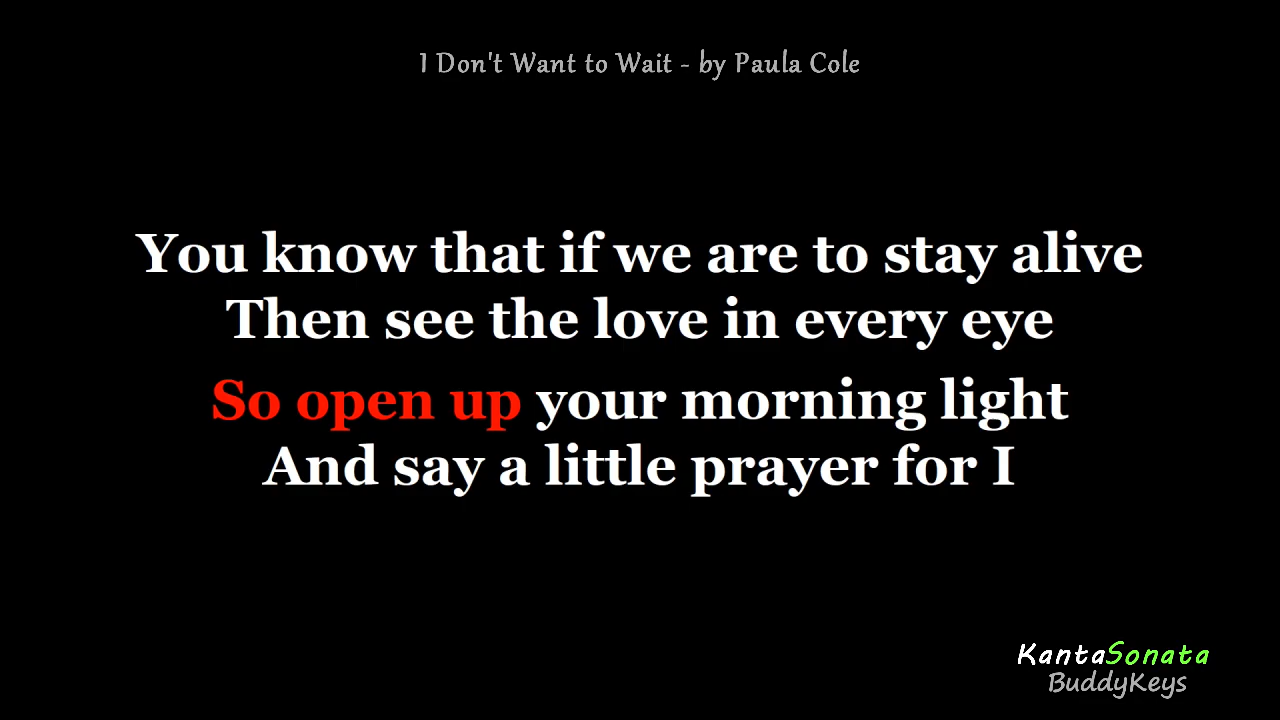 I Don't Want to Wait - by Paula Cole
You know that if we are to stay alive
Then see the love in every eye
So open up your morning light
And say a little prayer for I
KantaSonata
BuddyKeys